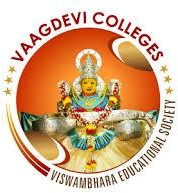 VAAGDEVI COLLEGES
VISWAMBHARA EDUCATIONAL SOCIETY